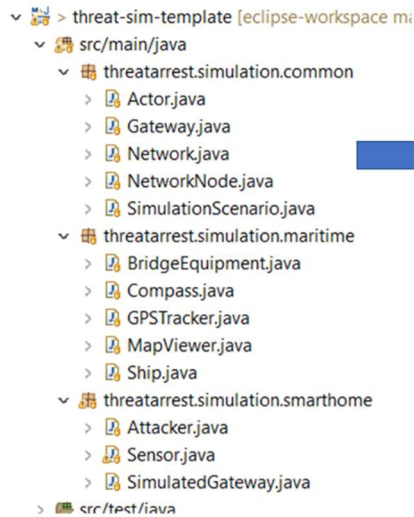 > threat-sim-template [eclipse-workspace ma
src/main/java
threatarrest.simulation.common
Actor.java
Gateway.java
Network.java
NetworkNode.java
SimulationScenario.java
threatarrest.simulation.maritime
BridgeEquipment.java
Compass.java
GPSTracker.java
MapViewer.java
Ship.java
threatarrest.simulation.smarthome
Attacker.java
Sensor.java
SimulatedGateway.java
src/test/java